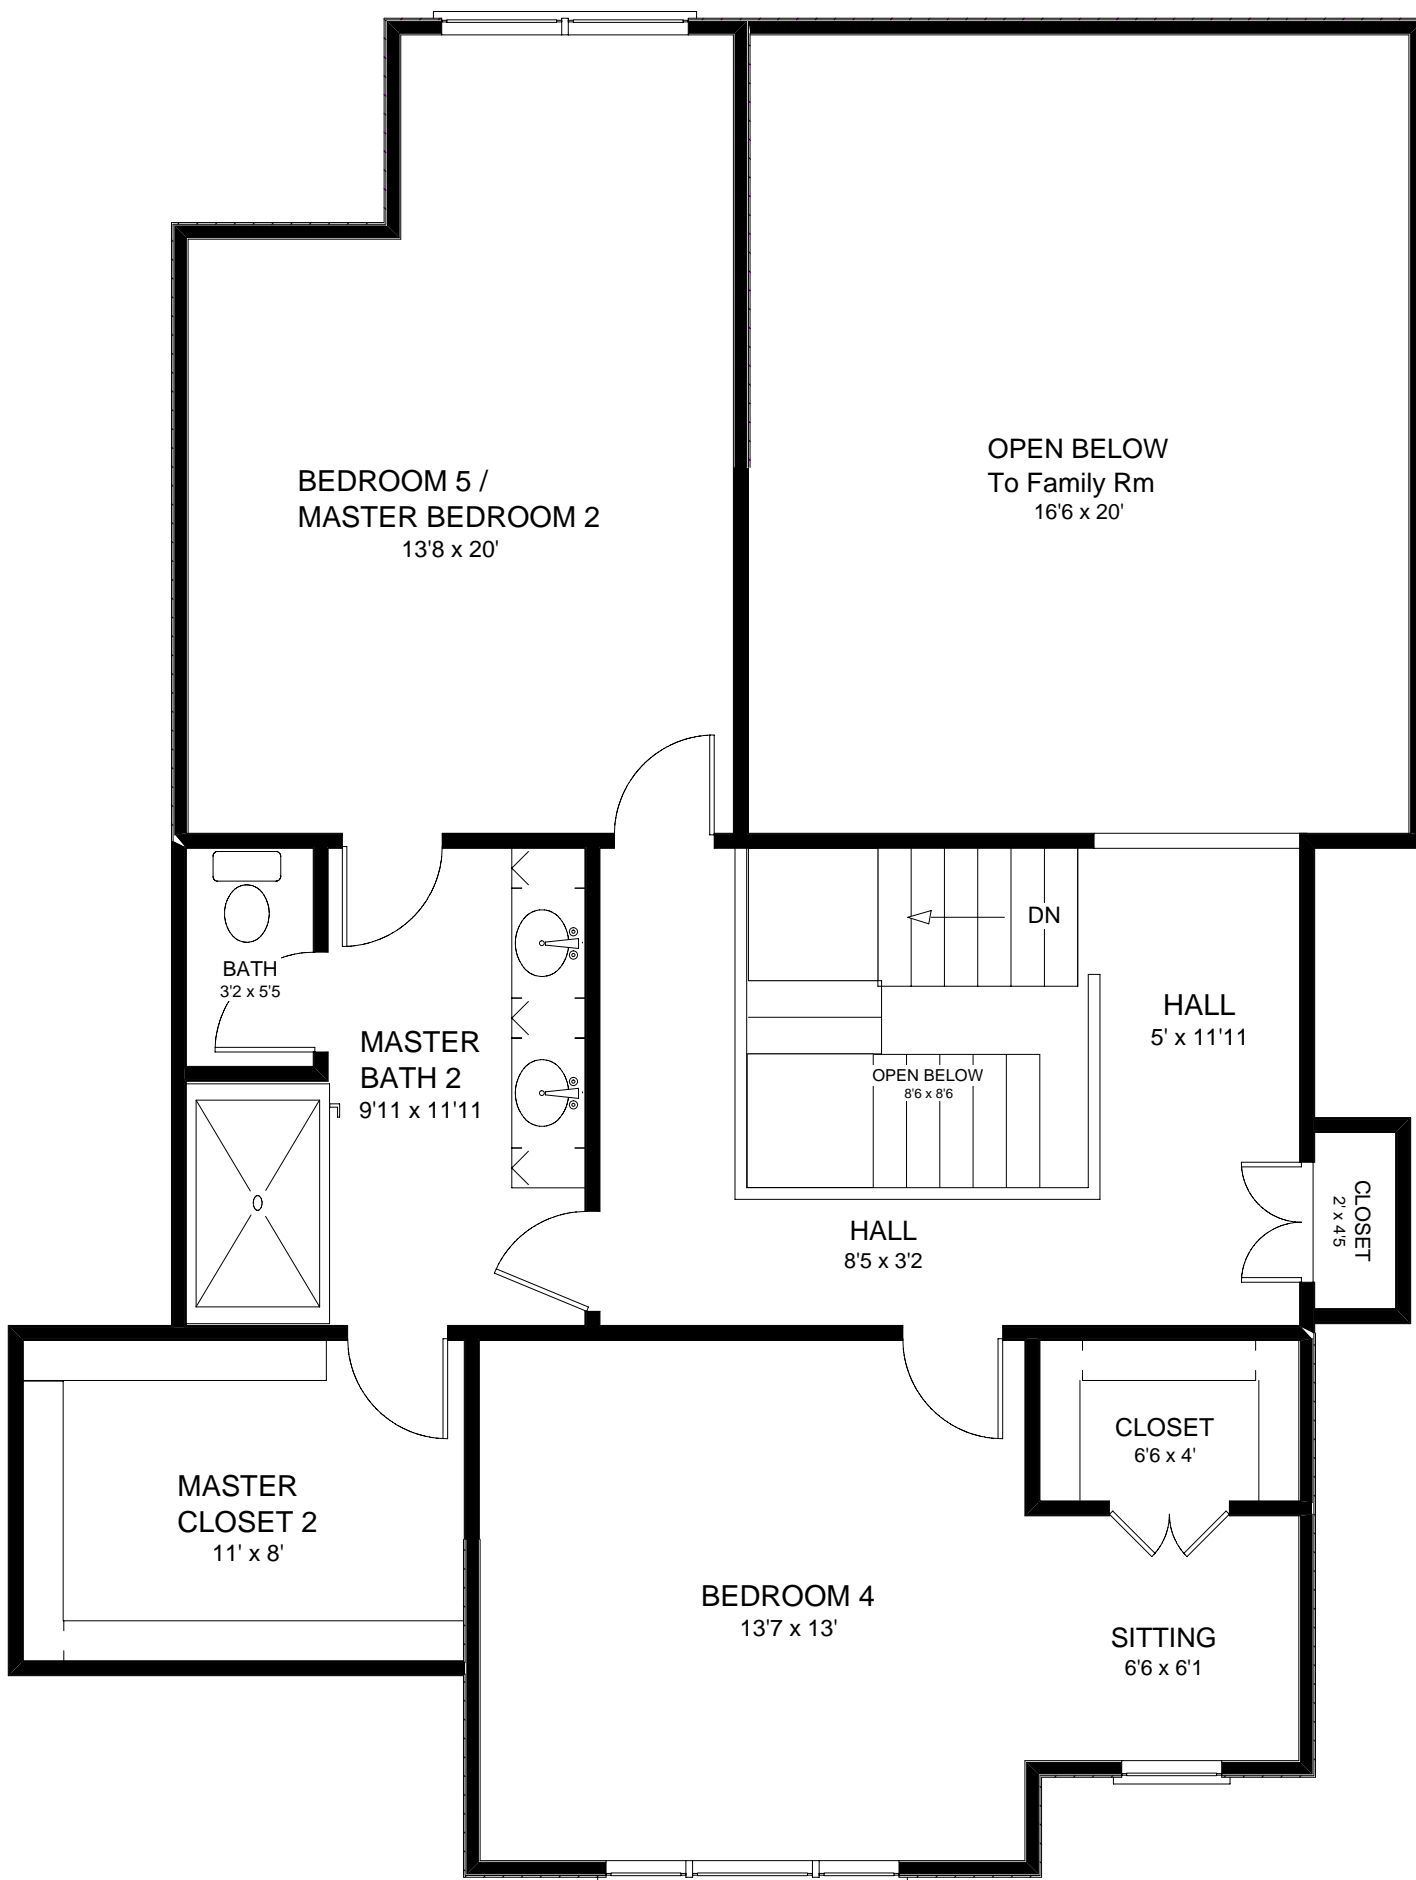 OPEN BELOW
To Family Rm
16'6 x 20'
BEDROOM 5 /
MASTER BEDROOM 2
13'8 x 20'
DN
BATH
3'2 x 5'5
HALL
5' x 11'11
MASTER
BATH 2
9'11 x 11'11
OPEN BELOW
8'6 x 8'6
HALL
8'5 x 3'2
CLOSET
2' x 4'5
CLOSET
6'6 x 4'
MASTER
CLOSET 2
11' x 8'
BEDROOM 4
13'7 x 13'
SITTING
6'6 x 6'1